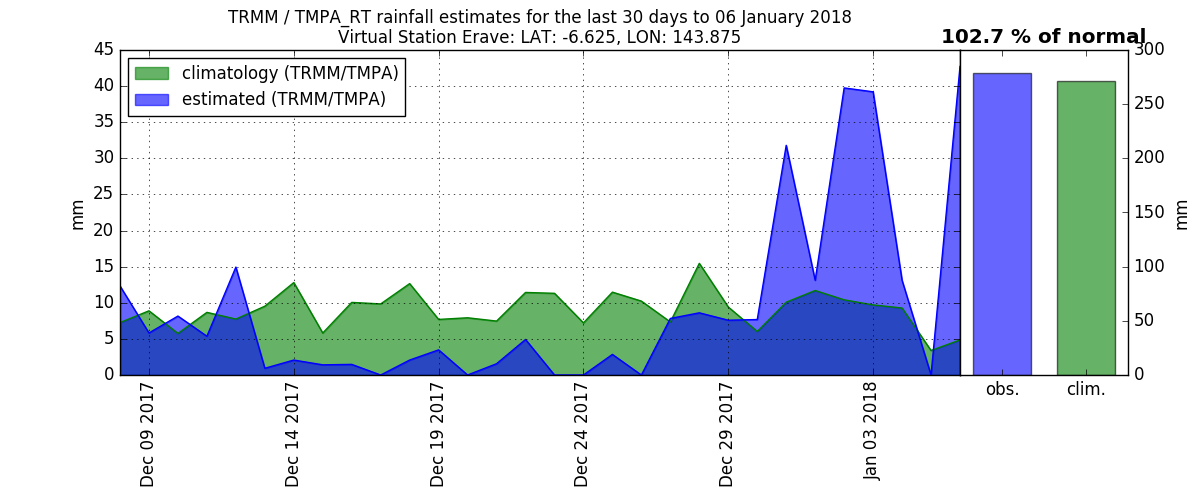 TRMM / TMPA_RT rainfall estimates for the last 30 days to 06 January 2018
Virtual Station Erave: LAT: -6.625, LON: 143.875
102.7 % of normal
climatology (TRMM/TMPA)
estimated (TRMM/TMPA)
mm
45
40
35
30
25
20
15
10
5
0
Dec 09 2017
Dec 14 2017
Dec 19 2017
Dec 24 2017
Dec 29 2017
Jan 03 2018
obs.
clim.
300
250
200
150
100
50
0
mm